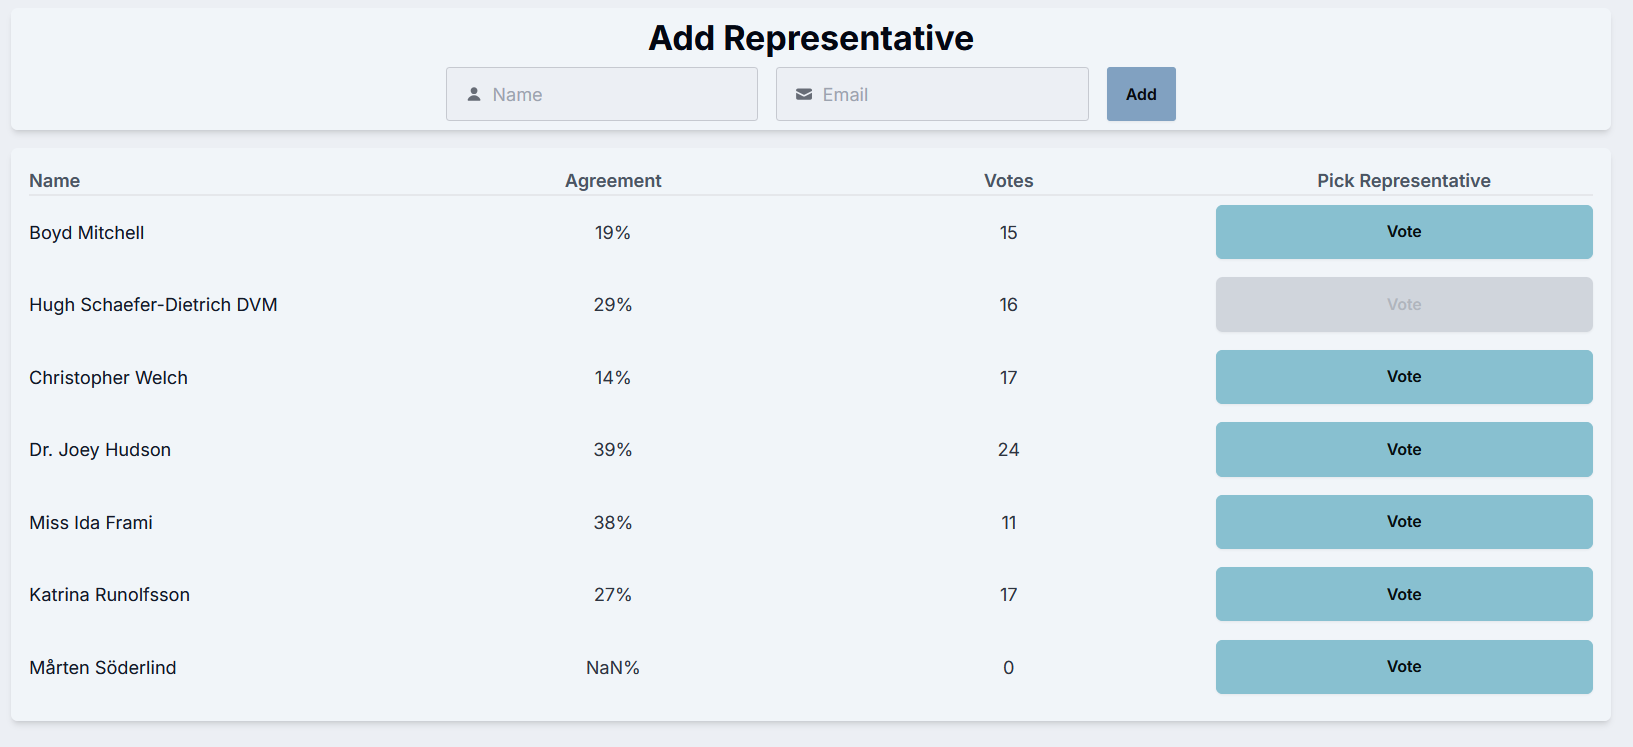 Add Representative
Name Email Add
Name Agreement Votes Pick Representative
Boyd Mitchell 19% 15 Vote
Hugh Schaefer-Dietrich DVM 29% 16 Vote
Christopher Welch 14% 17 Vote
Dr. Joey Hudson 39% 24 Vote
Miss Ida Frami 38% 11 Vote
Katrina Runolfsson 27% 17 Vote
Mårten Söderlind NaN% 0 Vote